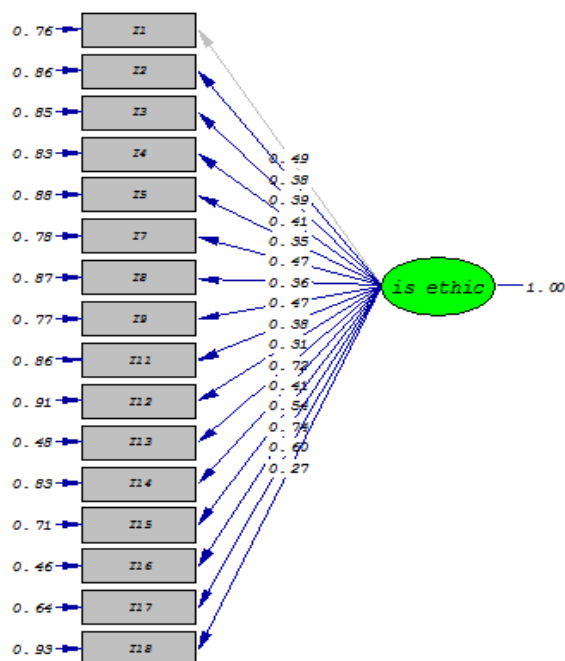 0.76 I1
0.86 I2
0.85 I3
0.83 I4
0.88 I5
0.78 I7
0.87 I8
0.77 I9
0.86 I11
0.91 I12
0.48 I13
0.83 I14
0.71 I15
0.46 I16
0.64 I17
0.93 I18
0.49
0.38
0.39
0.41
0.35
0.47
0.36
0.47
0.38
0.31
0.72
0.41
0.54
0.74
0.60
0.27
is ethic
1.00